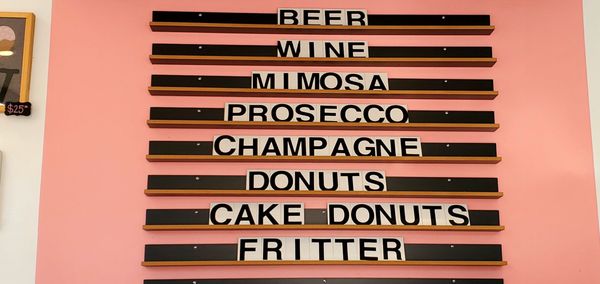 BEER
WINE
MIMOSA
PROSECCO
CHAMPAGNE
DONUTS
CAKE DONUTS
FRITTER
$25